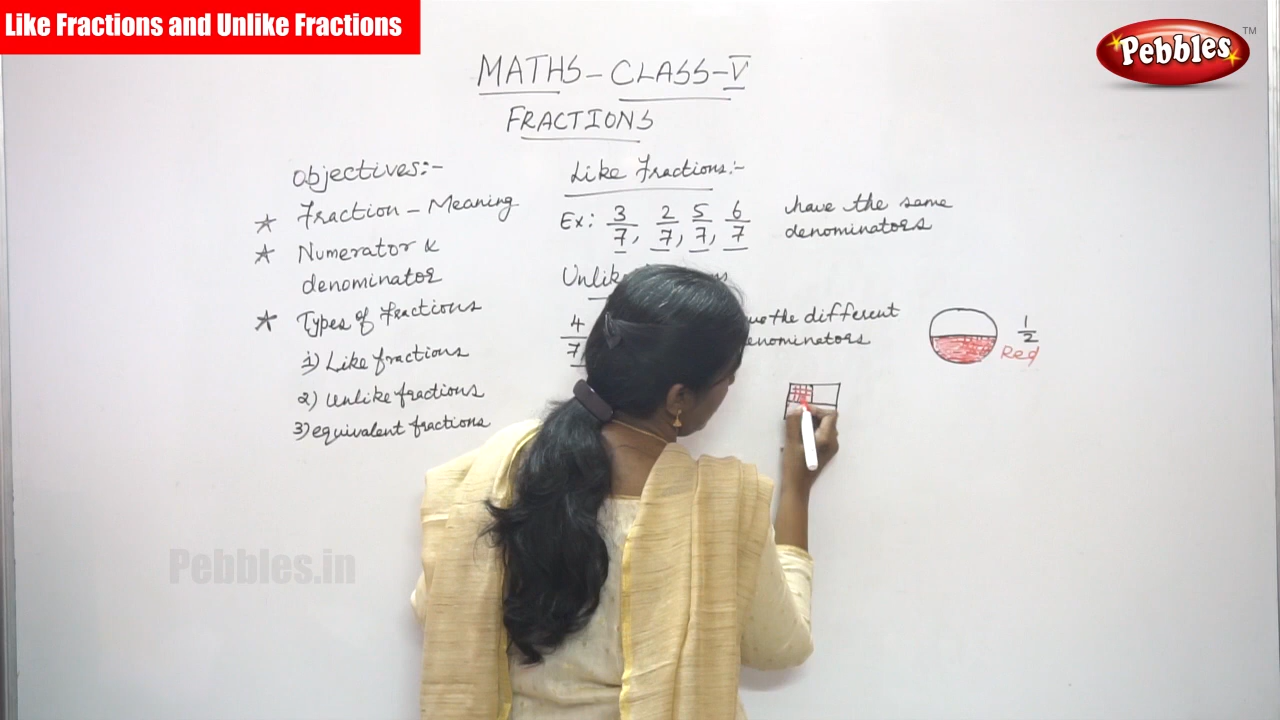 Like Fractions and Unlike Fractions
Pebbles TM
MATHS - CLASS - V
FRACTIONS
Objectives:-
* Fraction - Meaning
* Numerator &
denominator
* Types of fractions
1) Like fractions
2) Unlike fractions
3) equivalent fractions
Like Fractions:-
Ex: 3/7, 2/7, 5/7, 6/7
have the same
denominators
4/7
the different
1/2
Red
Pebbles.in